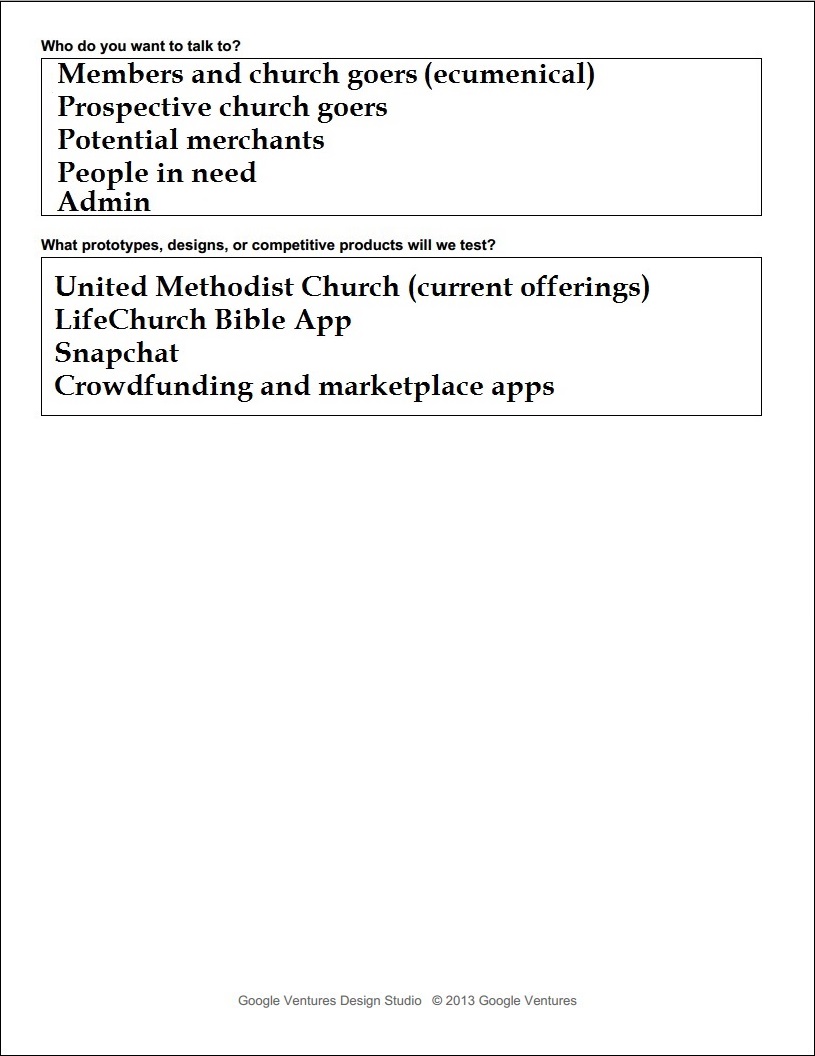 Who do you want to talk to?
Members and church goers (ecumenical)
Prospective church goers
Potential merchants
People in need
Admin
What prototypes, designs, or competitive products will we test?
United Methodist Church (current offerings)
LifeChurch Bible App
Snapchat
Crowdfunding and marketplace apps
Google Ventures Design Studio © 2013 Google Ventures